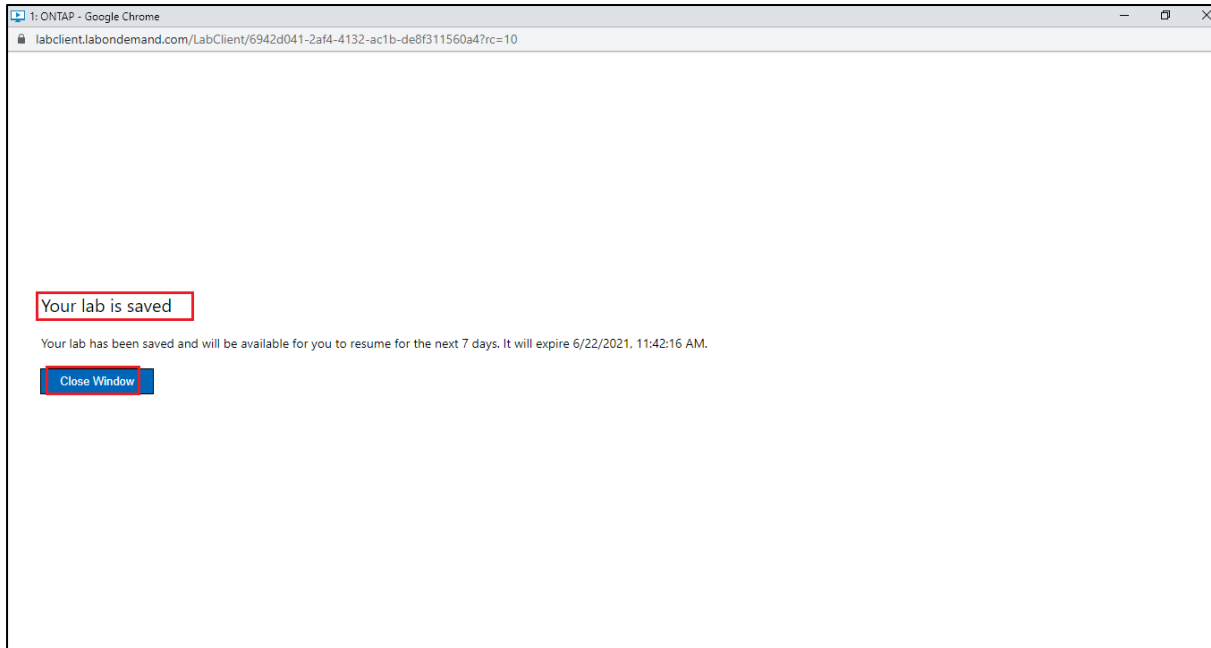 1: ONTAP - Google Chrome
labclient.labondemand.com/LabClient/6942d041-2af4-4132-ac1b-de8f311560a4?rc=10
Your lab is saved
Your lab has been saved and will be available for you to resume for the next 7 days. It will expire 6/22/2021, 11:42:16 AM.
Close Window